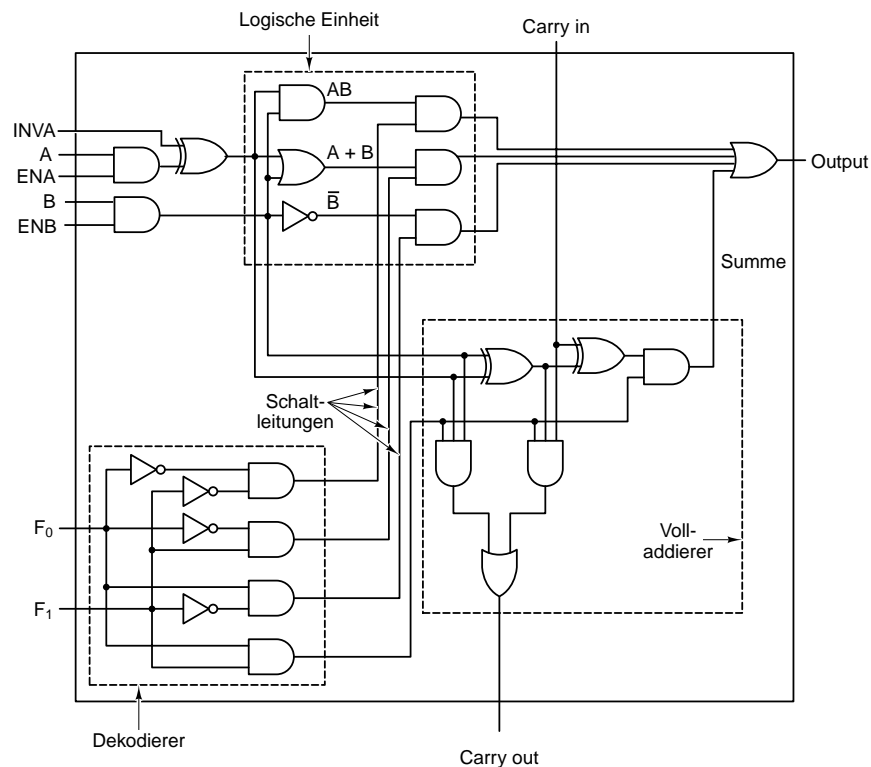 Logische Einheit
Carry in
AB
INVA
A
ENA
A + B
Output
B
ENB
B̅
Summe
Schalt-
leitungen
F₀
Voll-
addierer
F₁
Dekodierer
Carry out